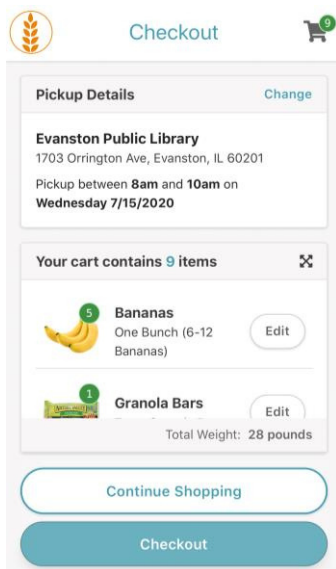 Checkout
9
Pickup Details
Change
Evanston Public Library
1703 Orrington Ave, Evanston, IL 60201
Pickup between 8am and 10am on
Wednesday 7/15/2020
Your cart contains 9 items
5
Bananas
One Bunch (6-12
Bananas)
Edit
1
Granola Bars
Edit
Total Weight: 28 pounds
Continue Shopping
Checkout